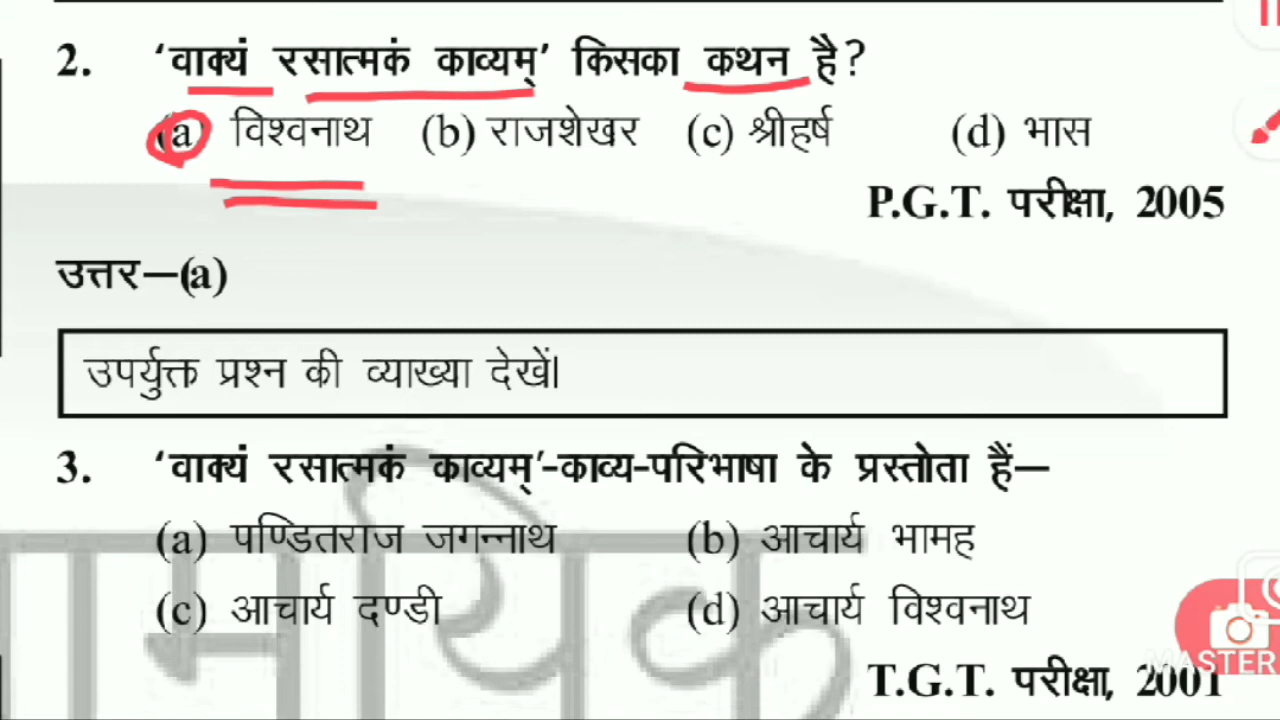 2. ‘वाक्यं रसात्मकं काव्यम्’ किसका कथन है?
(a) विश्वनाथ (b) राजशेखर (c) श्रीहर्ष (d) भास
P.G.T. परीक्षा, 2005
उत्तर—(a)
उपर्युक्त प्रश्न की व्याख्या देखें।
3. ‘वाक्यं रसात्मकं काव्यम्’-काव्य-परिभाषा के प्रस्तोता हैं—
(a) पण्डितराज जगन्नाथ (b) आचार्य भामह
(c) आचार्य दण्डी (d) आचार्य विश्वनाथ
T.G.T. परीक्षा, 2001
MASTER